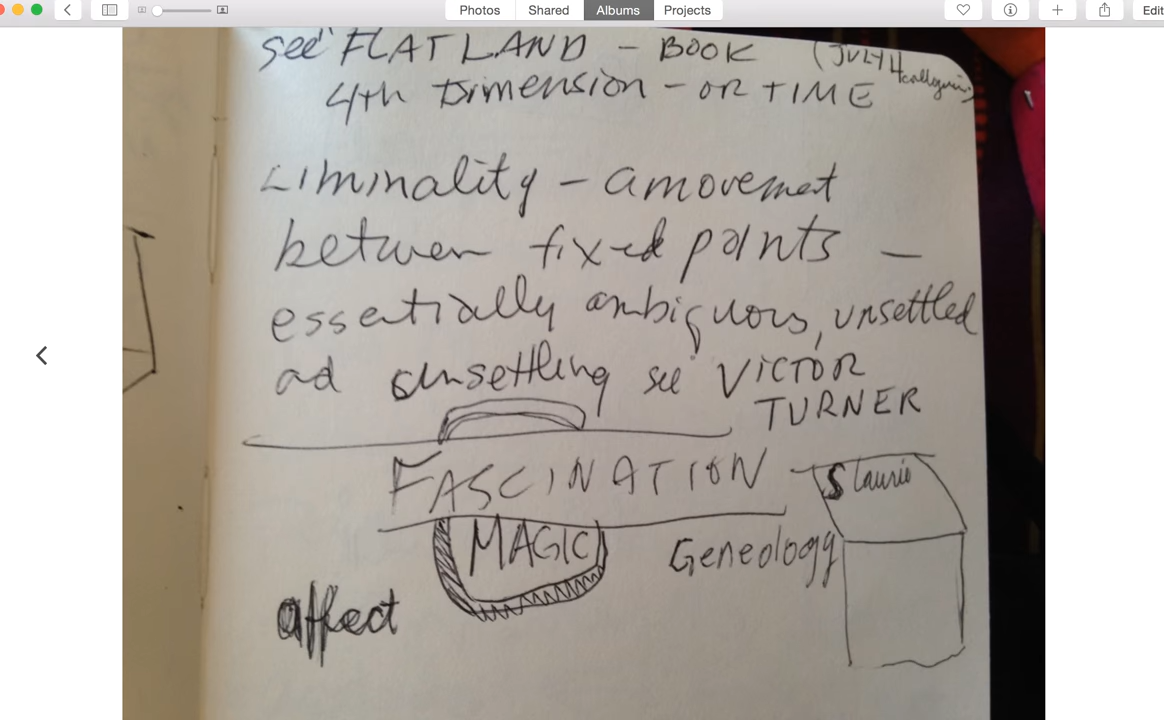 Photos Shared Albums Projects Edit
see FLATLAND - BOOK (JULY 4
4th Dimension - OR TIME
Liminality - a movement
between fixed points -
essentially ambiguous, unsettled
ad unsettling see VICTOR
TURNER
FASCINATION
MAGIC
Geneology
affect